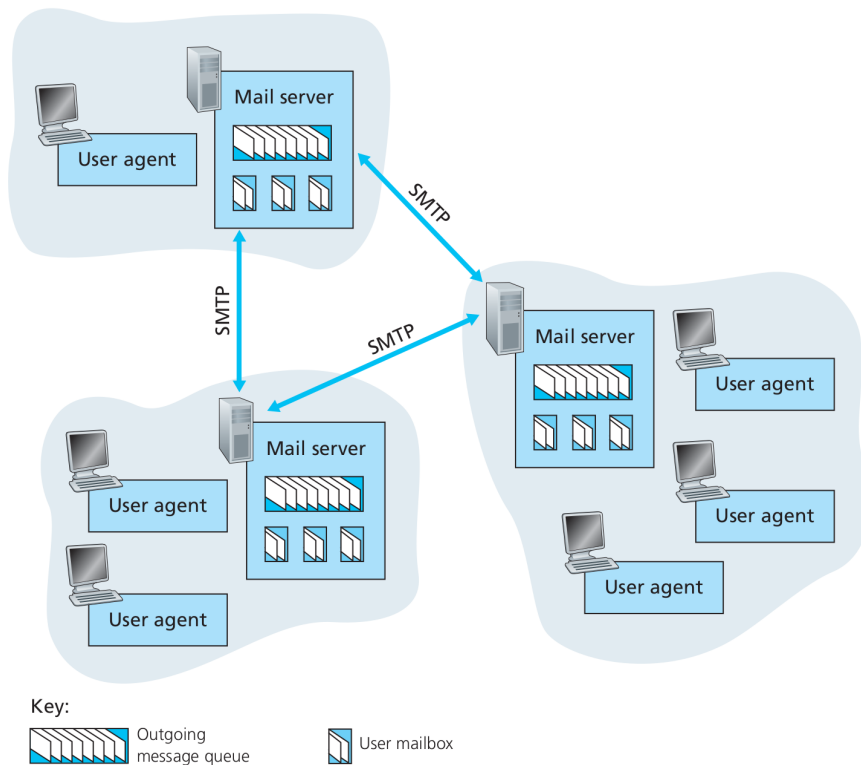 Mail server
User agent
SMTP
SMTP
SMTP
Mail server
User agent
User agent
User agent
Mail server
User agent
User agent
Key:
Outgoing
message queue
User mailbox